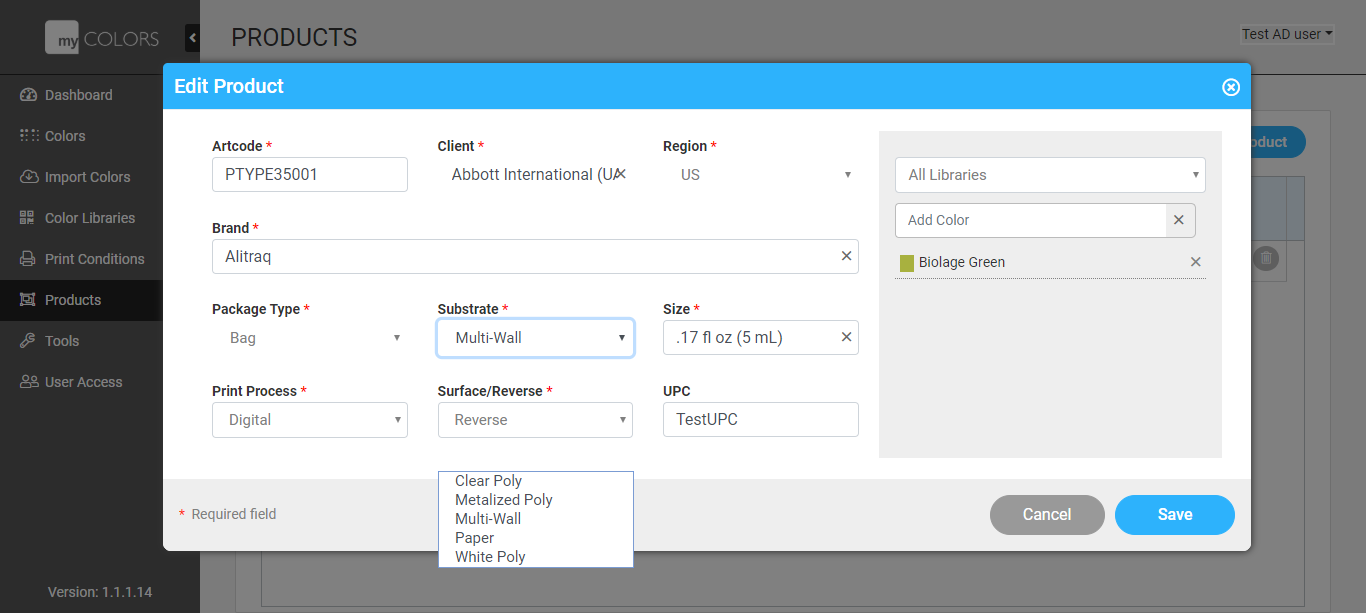 my COLORS
PRODUCTS
Test AD user
Dashboard
Colors
Import Colors
Color Libraries
Print Conditions
Products
Tools
User Access
Version: 1.1.1.14
oduct
Edit Product
Artcode *
PTYPE35001
Client *
Abbott International (UA
Region *
US
Brand *
Alitraq
Package Type *
Bag
Substrate *
Multi-Wall
Size *
.17 fl oz (5 mL)
Print Process *
Digital
Surface/Reverse *
Reverse
UPC
TestUPC
All Libraries
Add Color
Biolage Green
Clear Poly
Metalized Poly
Multi-Wall
Paper
White Poly
* Required field
Cancel
Save